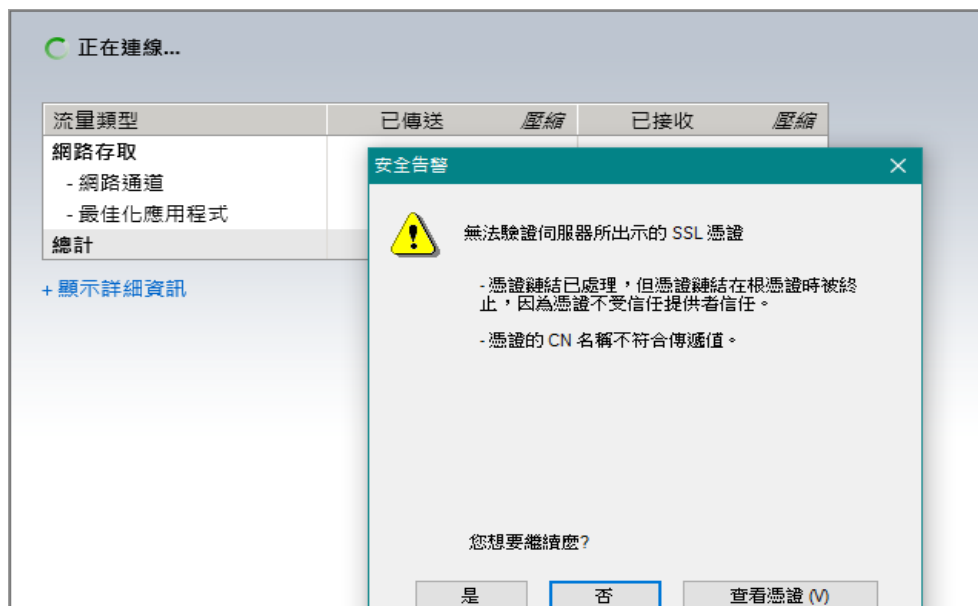 正在連線...
流量類型 已傳送 壓縮 已接收 壓縮
網路存取
- 網路通道
- 最佳化應用程式
總計
+ 顯示詳細資訊
安全告警
無法驗證伺服器所出示的 SSL 憑證
- 憑證鏈結已處理，但憑證鏈結在根憑證時被終
止，因為憑證不受信任提供者信任。
- 憑證的 CN 名稱不符合傳遞值。
您想要繼續麼?
是 否 查看憑證 (V)